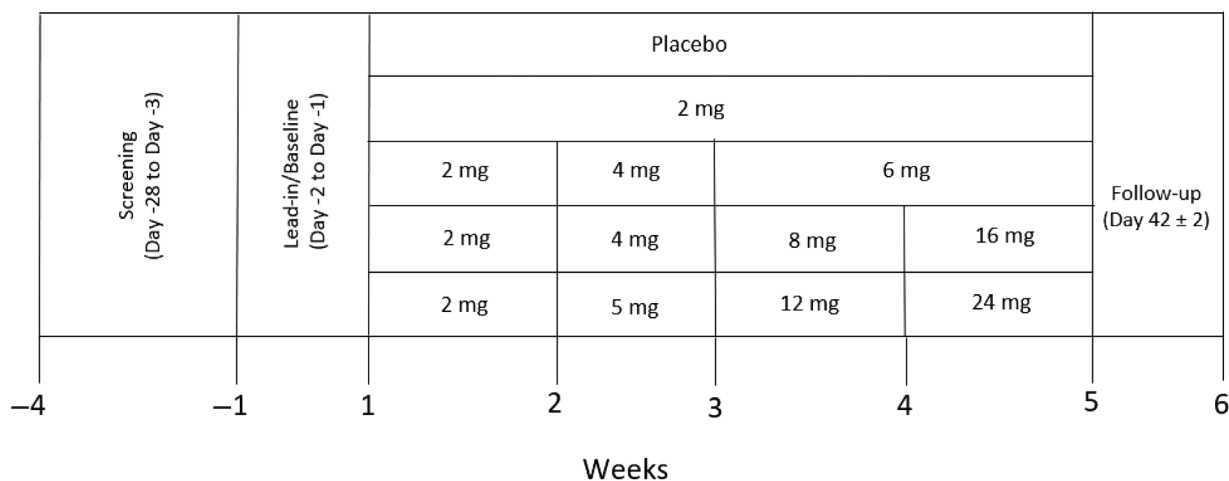 Screening
(Day -28 to Day -3)
Lead-in/Baseline
(Day -2 to Day -1)
Placebo
2 mg
2 mg
4 mg
6 mg
2 mg
4 mg
8 mg
16 mg
2 mg
5 mg
12 mg
24 mg
Follow-up
(Day 42 ± 2)
–4
–1
1
2
3
4
5
6
Weeks